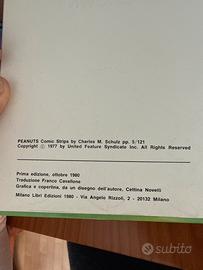 PEANUTS Comic Strips by Charles M. Schulz pp. 5/121
Copyright © 1977 by United Feature Syndicate Inc. All Rights Reserved
Prima edizione, ottobre 1980
Traduzione Franco Cavallone
Grafica e copertina, da un disegno dell'autore, Cettina Novelli
Milano Libri Edizioni 1980 - Via Angelo Rizzoli, 2 - 20132 Milano
subito